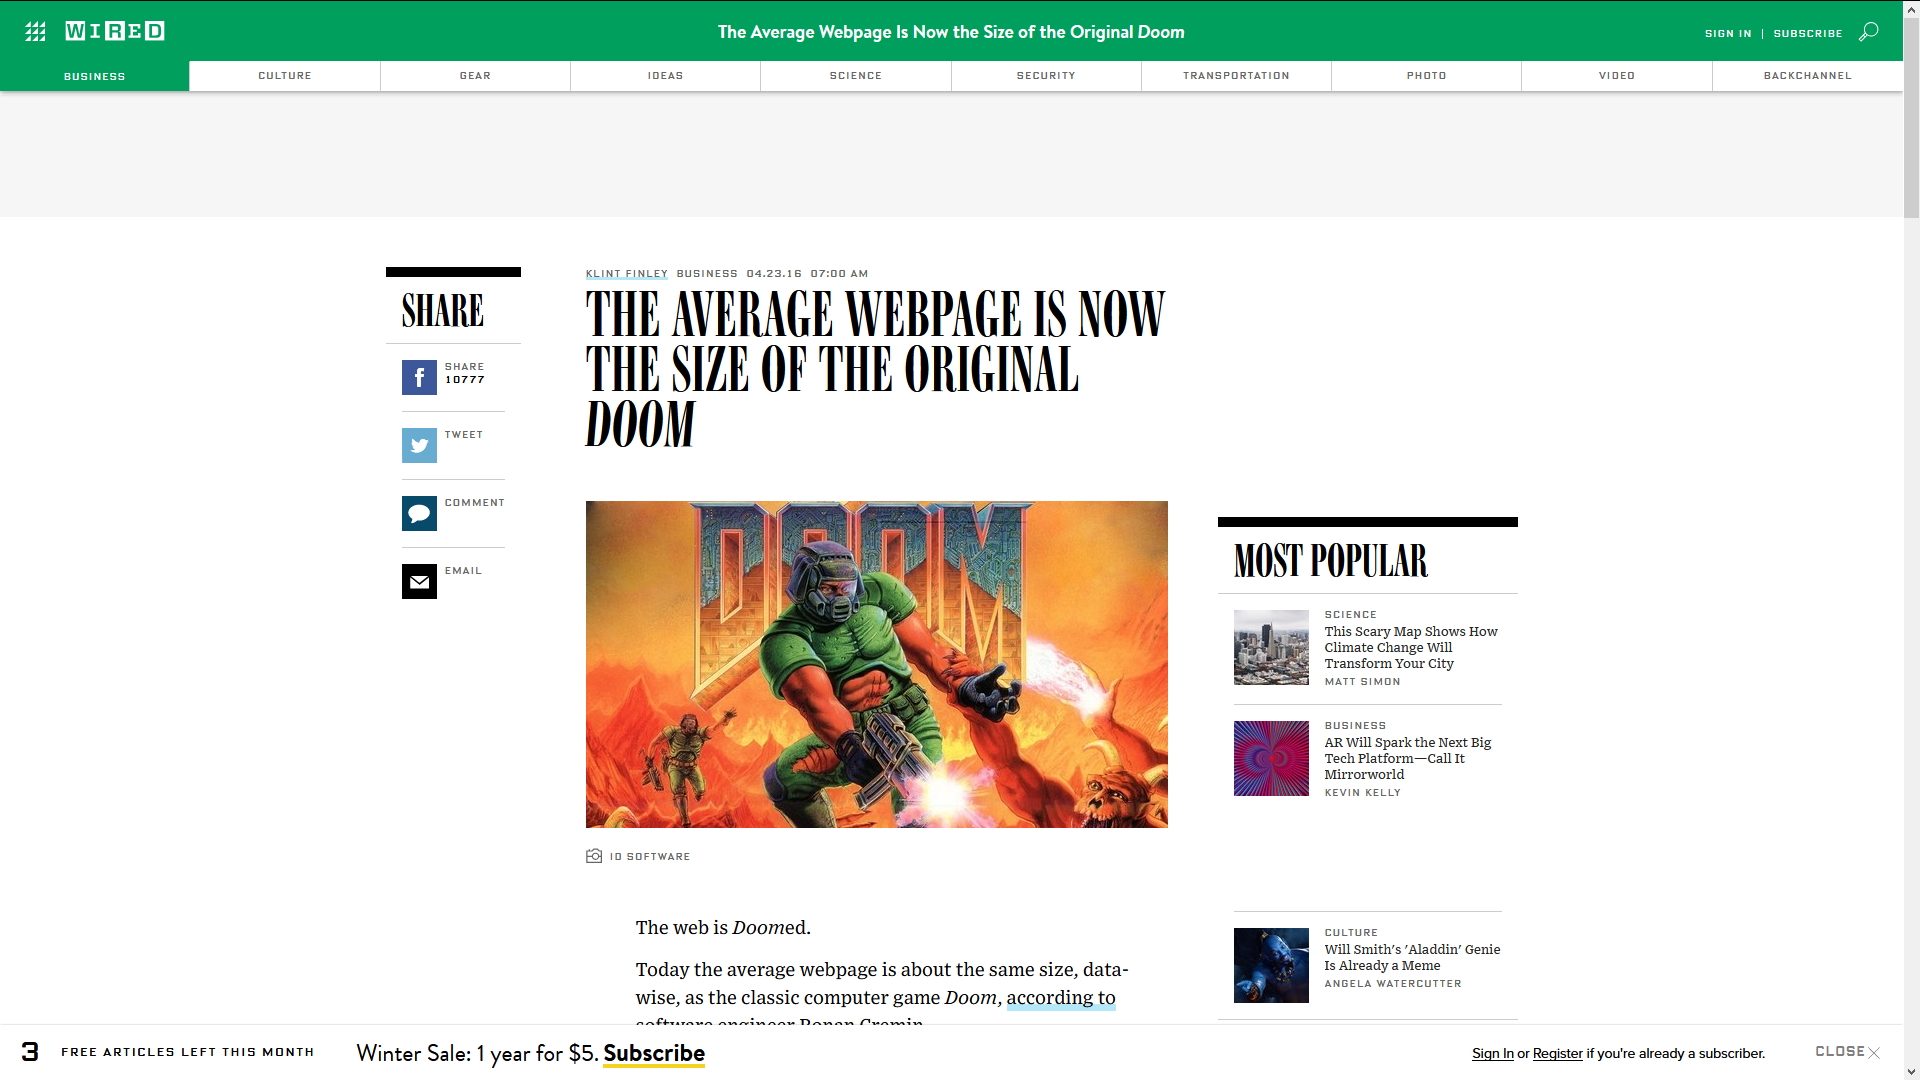 WIRED
The Average Webpage Is Now the Size of the Original Doom
SIGN IN | SUBSCRIBE
BUSINESS
CULTURE
GEAR
IDEAS
SCIENCE
SECURITY
TRANSPORTATION
PHOTO
VIDEO
BACKCHANNEL
SHARE
SHARE
10777
TWEET
COMMENT
EMAIL
KLINT FINLEY BUSINESS 04.23.16 07:00 AM
THE AVERAGE WEBPAGE IS NOW
THE SIZE OF THE ORIGINAL
DOOM
DOOM
ID SOFTWARE
The web is Doomed.
Today the average webpage is about the same size, data-
wise, as the classic computer game Doom, according to
software engineer Ronan Cremin.
MOST POPULAR
SCIENCE
This Scary Map Shows How
Climate Change Will
Transform Your City
MATT SIMON
BUSINESS
AR Will Spark the Next Big
Tech Platform—Call It
Mirrorworld
KEVIN KELLY
CULTURE
Will Smith's 'Aladdin' Genie
Is Already a Meme
ANGELA WATERCUTTER
3 FREE ARTICLES LEFT THIS MONTH
Winter Sale: 1 year for $5. Subscribe
Sign In or Register if you're already a subscriber.
CLOSE